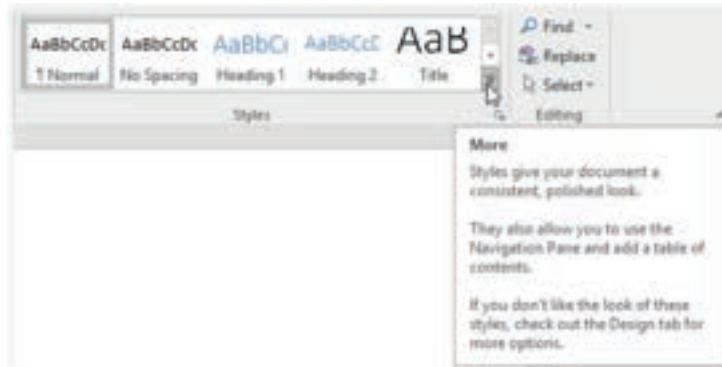 AaBbCcDc AaBbCcDc AaBbCc AaBbCcC AaB
¶ Normal No Spacing Heading 1 Heading 2 Title
Find
Replace
Select
Styles
Editing
More
Styles give your document a
consistent, polished look.
They also allow you to use the
Navigation Pane and add a table of
contents.
If you don't like the look of these
styles, check out the Design tab for
more options.